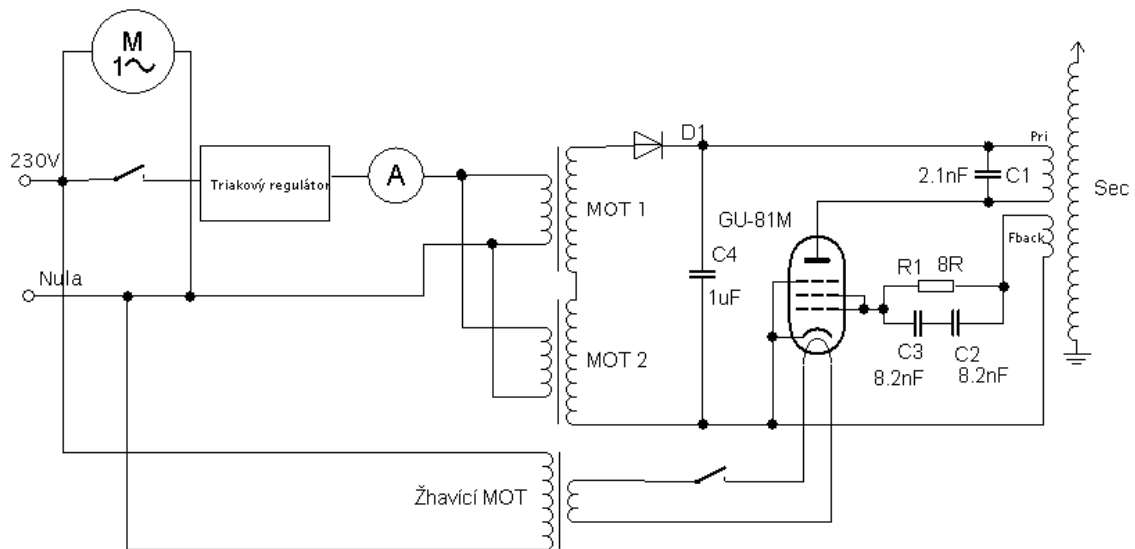 M
1~
230V
Triakový regulátor
A
Nula
MOT 1
MOT 2
D1
C4
1uF
GU-81M
2.1nF
C1
Pri
Fback
Sec
R1
8R
C3
8.2nF
C2
8.2nF
Žhavící MOT